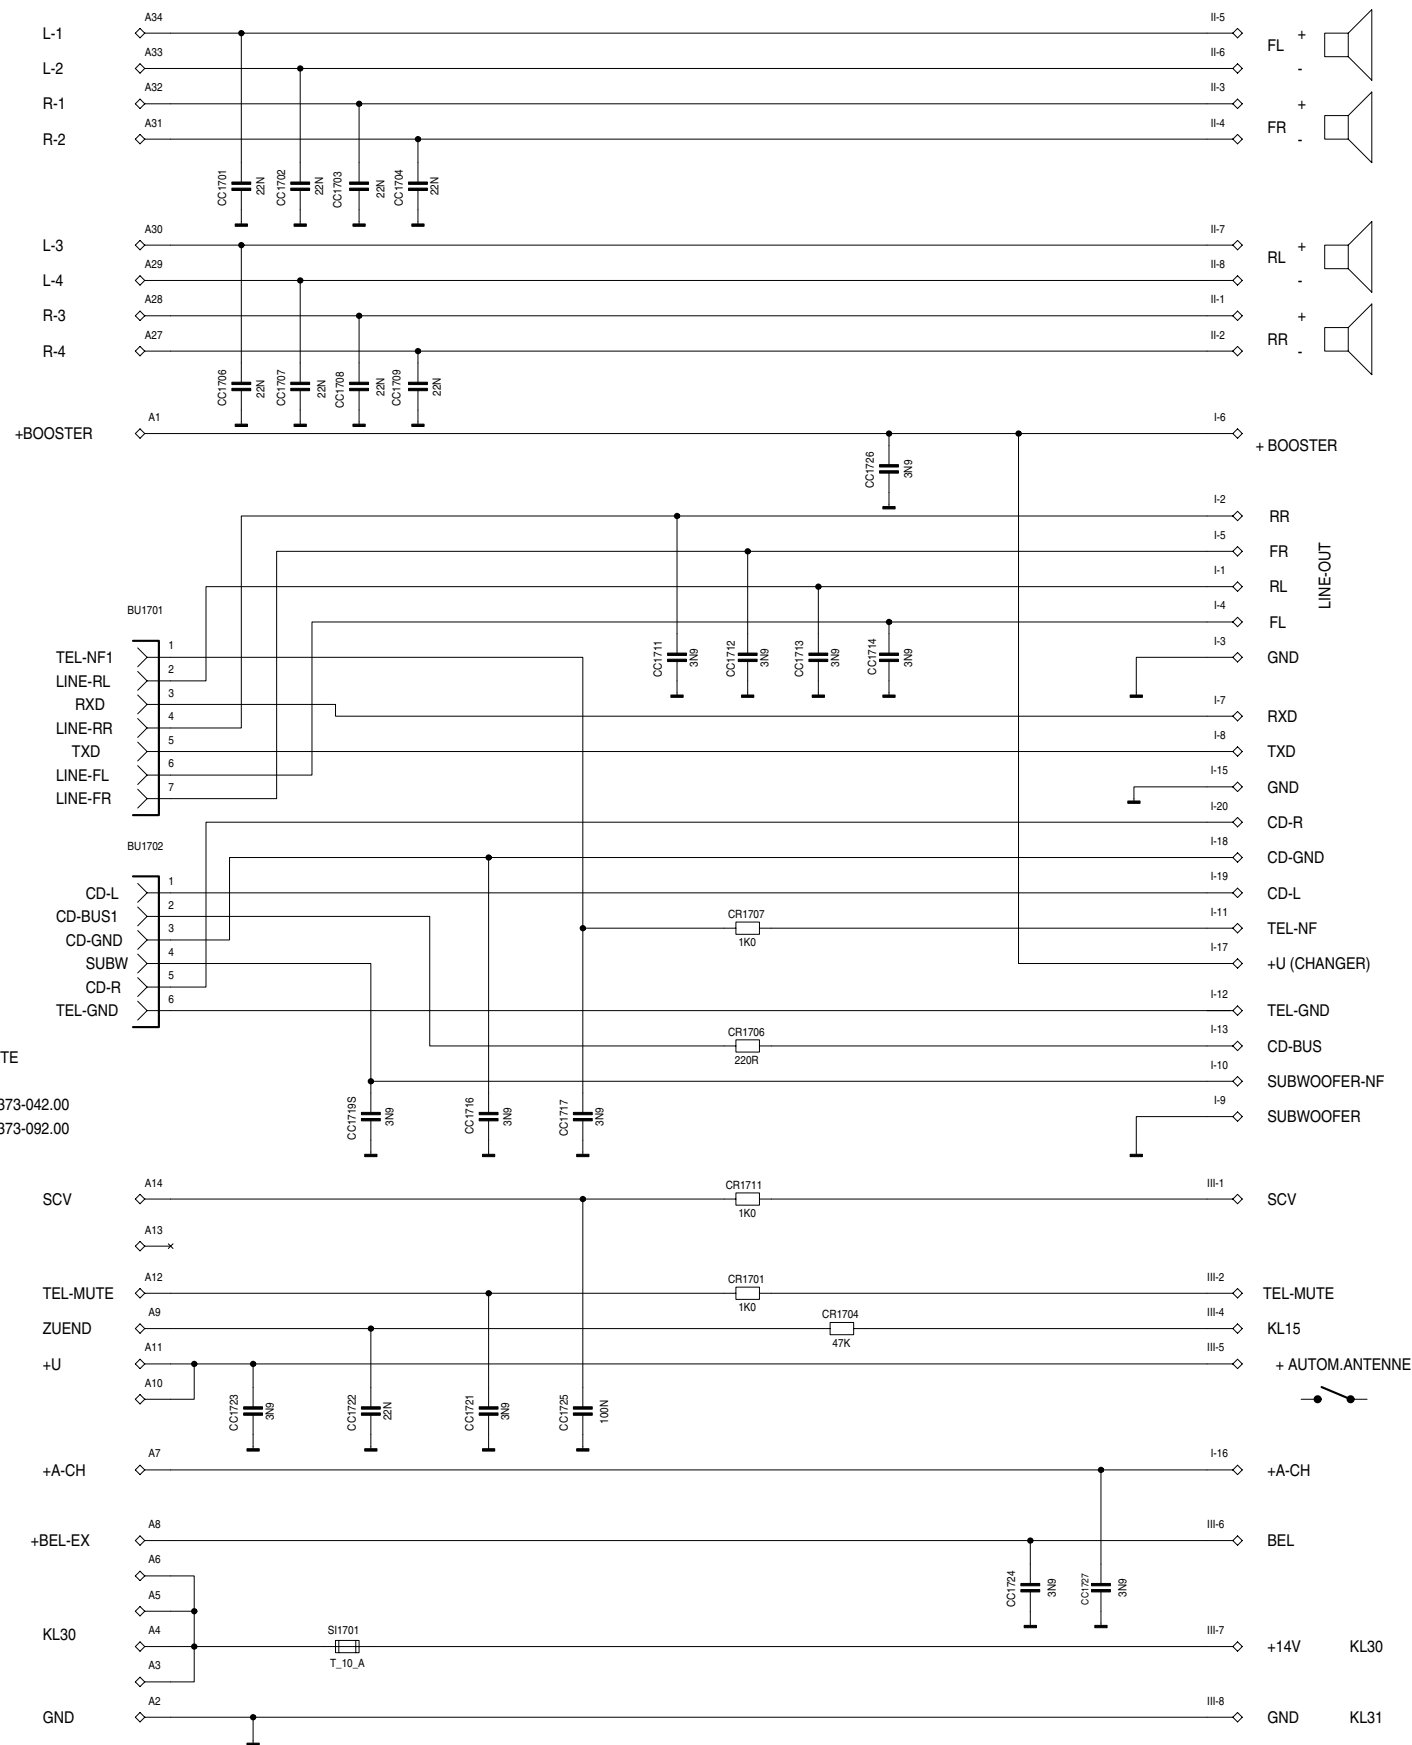 L-1 A34 II-5 FL +
L-2 A33 II-6 -
R-1 A32 II-3 +
R-2 A31 II-4 FR -
CC1701 22N CC1702 22N CC1703 22N CC1704 22N
L-3 A30 II-7 RL +
L-4 A29 II-8 -
R-3 A28 II-1 +
R-4 A27 II-2 RR -
CC1706 22N CC1707 22N CC1708 22N CC1709 22N
+BOOSTER A1 I-6 + BOOSTER
CC1726 3N9
I-2 RR
I-5 FR
LINE-OUT
I-1 RL
I-4 FL
BU1701
CC1711 3N9 CC1712 3N9 CC1713 3N9 CC1714 3N9
TEL-NF1 1 I-3 GND
LINE-RL 2
RXD 3 I-7 RXD
LINE-RR 4
TXD 5 I-8 TXD
LINE-FL 6 I-15 GND
LINE-FR 7
I-20 CD-R
BU1702
I-18 CD-GND
CD-L 1 I-19 CD-L
CD-BUS1 2
CR1707 1K0 I-11 TEL-NF
CD-GND 3
SUBW 4 I-17 +U (CHANGER)
CD-R 5
TEL-GND 6 I-12 TEL-GND
CR1706 220R I-13 CD-BUS
TE
I-10 SUBWOOFER-NF
373-042.00
373-092.00
CC1719S 3N9 CC1716 3N9 CC1717 3N9
I-9 SUBWOOFER
SCV A14 CR1711 1K0 III-1 SCV
A13
TEL-MUTE A12 CR1701 1K0 III-2 TEL-MUTE
ZUEND A9 CR1704 47K III-4 KL15
+U A11 III-5 + AUTOM.ANTENNE
A10
CC1723 3N9 CC1722 22N CC1721 3N9 CC1725 100N
+A-CH A7 I-16 +A-CH
+BEL-EX A8 III-6 BEL
A6
CC1724 3N9 CC1727 3N9
A5
KL30 A4 SI1701 T_10_A III-7 +14V KL30
A3
GND A2 III-8 GND KL31